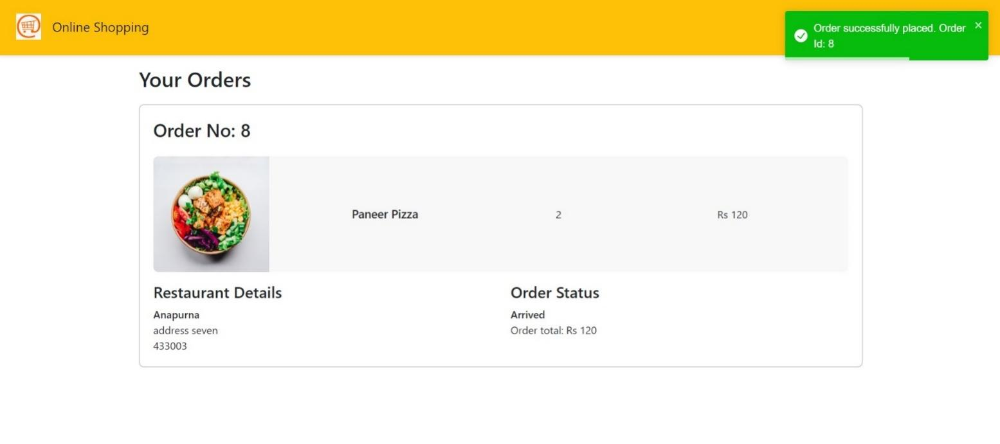 Online Shopping
Order successfully placed. Order
Id: 8
Your Orders
Order No: 8
Paneer Pizza 2 Rs 120
Restaurant Details
Anapurna
address seven
433003
Order Status
Arrived
Order total: Rs 120